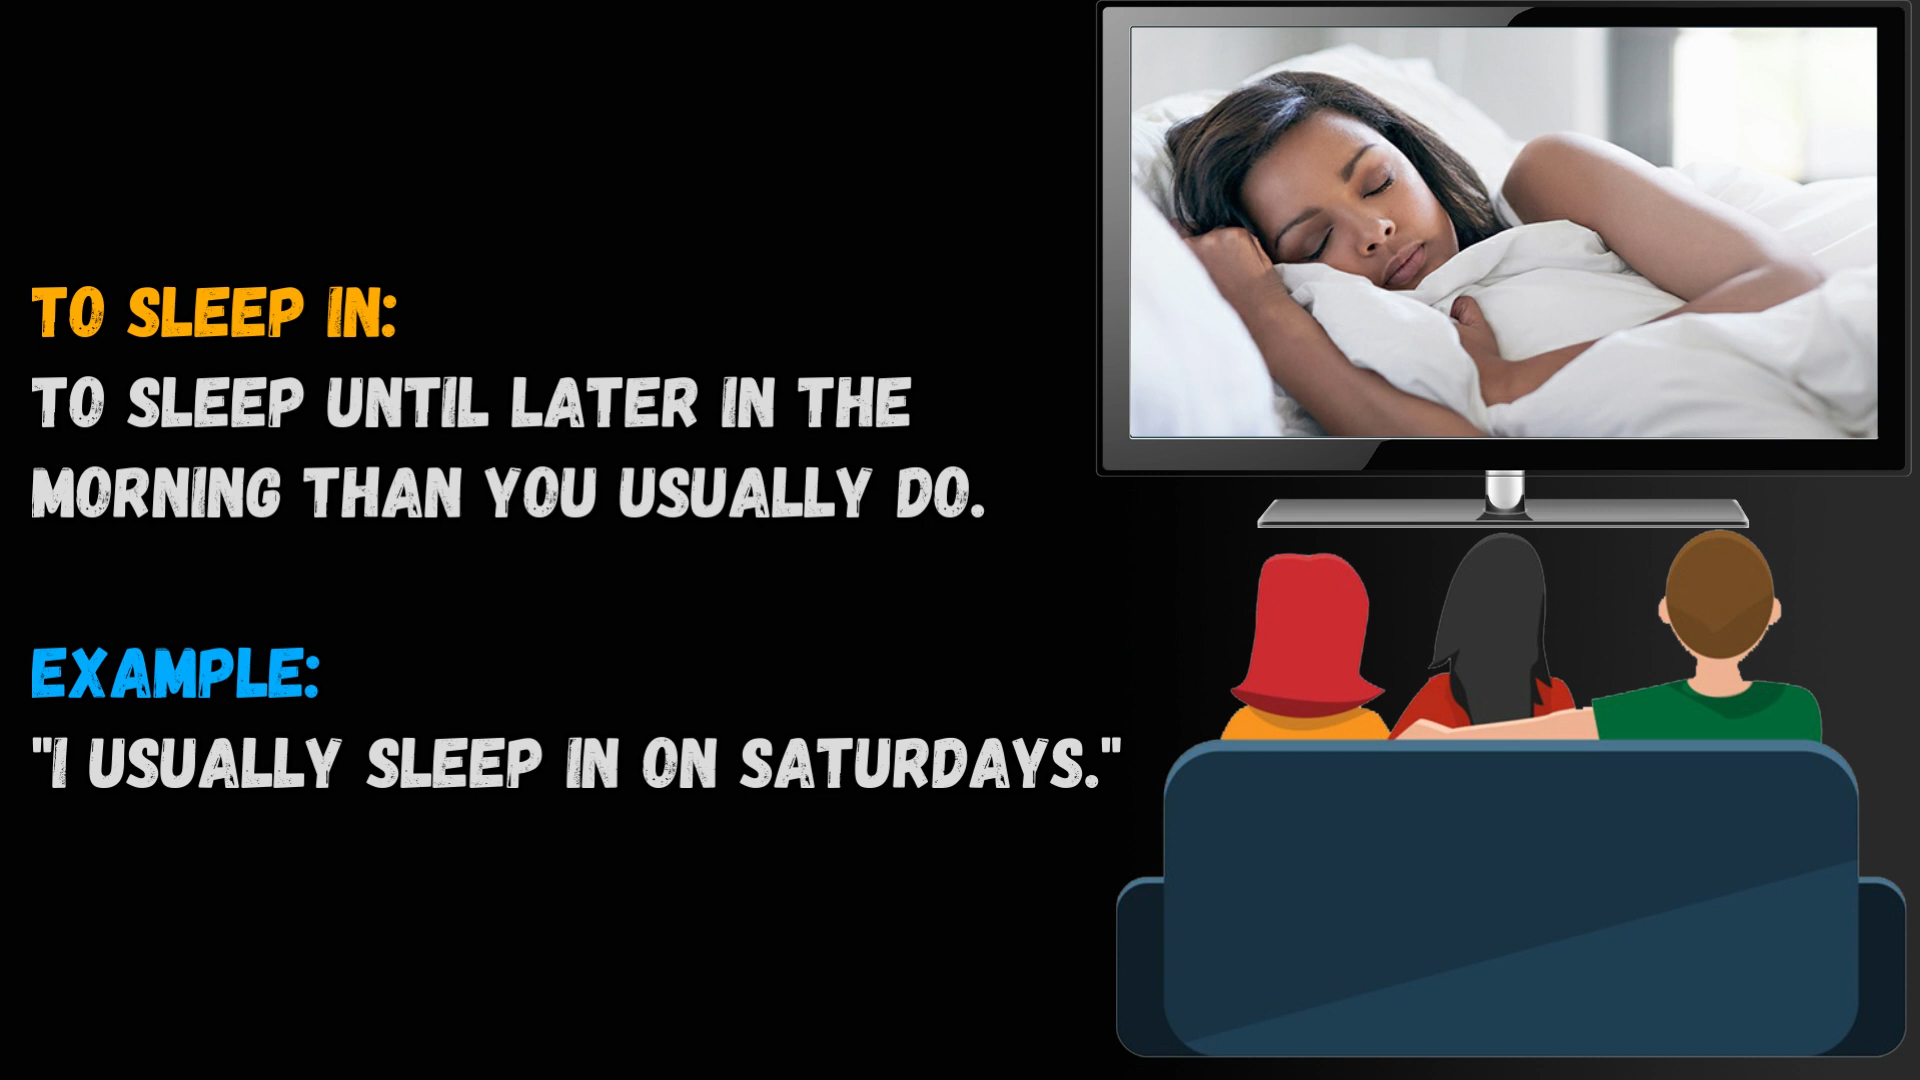 TO SLEEP IN:
TO SLEEP UNTIL LATER IN THE
MORNING THAN YOU USUALLY DO.
EXAMPLE:
"I USUALLY SLEEP IN ON SATURDAYS."